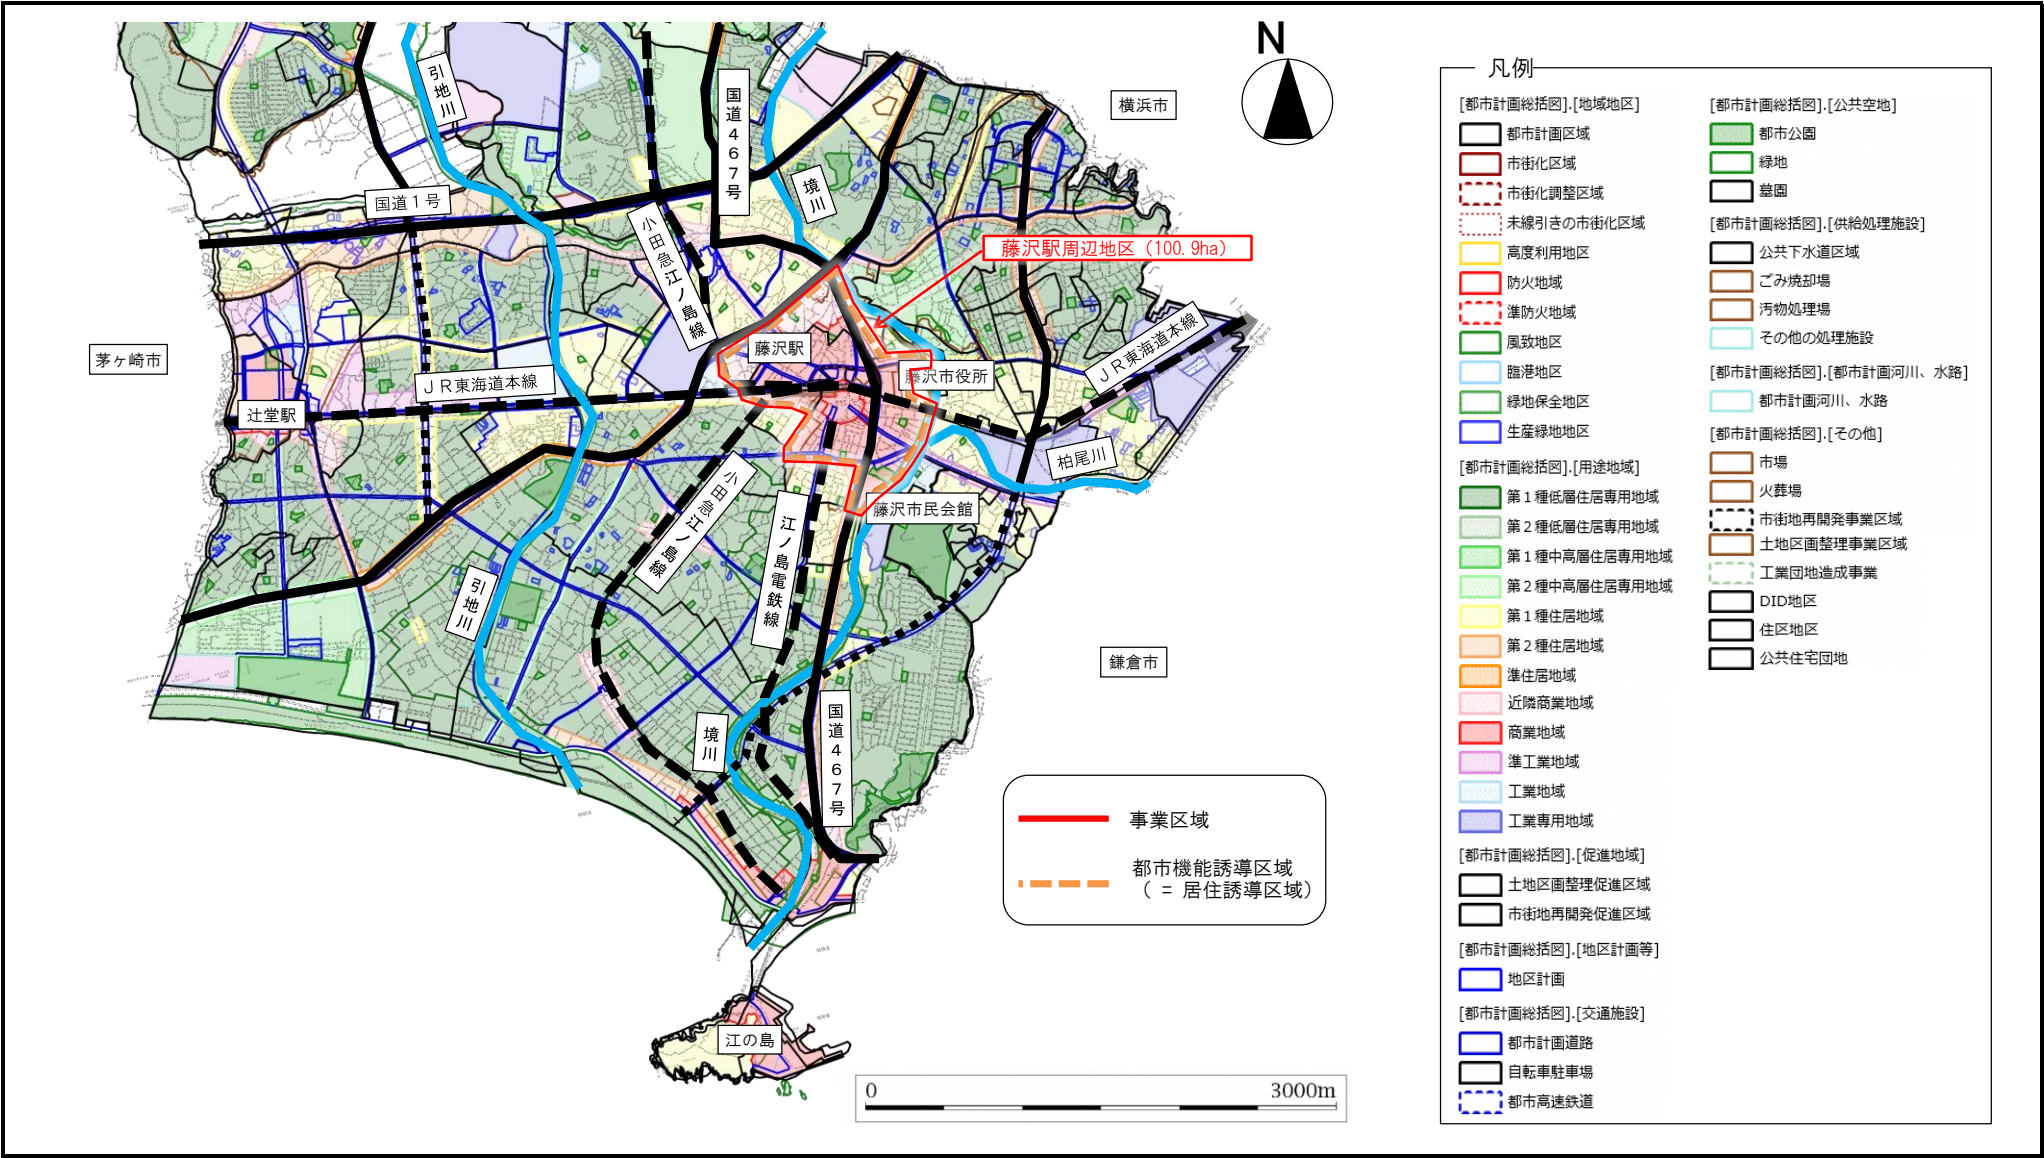 N
横浜市
引地川
国道467号
境川
国道1号
小田急江ノ島線
藤沢駅周辺地区（100.9ha）
藤沢駅
茅ヶ崎市
JR東海道本線
JR東海道本線
藤沢市役所
辻堂駅
柏尾川
小田急江ノ島線
江ノ島電鉄線
藤沢市民会館
引地川
鎌倉市
境川
国道467号
事業区域
都市機能誘導区域
（＝居住誘導区域）
江の島
0 3000m
凡例
[都市計画総括図].[地域地区]
都市計画区域
市街化区域
市街化調整区域
未線引きの市街化区域
高度利用地区
防火地域
準防火地域
風致地区
臨港地区
緑地保全地区
生産緑地地区
[都市計画総括図].[用途地域]
第1種低層住居専用地域
第2種低層住居専用地域
第1種中高層住居専用地域
第2種中高層住居専用地域
第1種住居地域
第2種住居地域
準住居地域
近隣商業地域
商業地域
準工業地域
工業地域
工業専用地域
[都市計画総括図].[促進地域]
土地区画整理促進区域
市街地再開発促進区域
[都市計画総括図].[地区計画等]
地区計画
[都市計画総括図].[交通施設]
都市計画道路
自転車駐車場
都市高速鉄道
[都市計画総括図].[公共空地]
都市公園
緑地
墓園
[都市計画総括図].[供給処理施設]
公共下水道区域
ごみ焼却場
汚物処理場
その他の処理施設
[都市計画総括図].[都市計画河川、水路]
都市計画河川、水路
[都市計画総括図].[その他]
市場
火葬場
市街地再開発事業区域
土地区画整理事業区域
工業団地造成事業
DID地区
住区地区
公共住宅団地